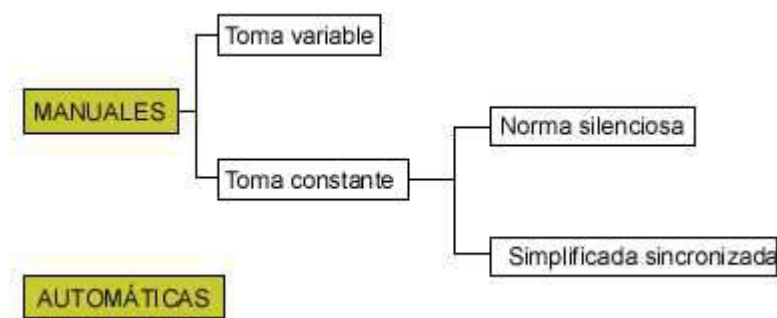 Toma variable
MANUALES
Norma silenciosa
Toma constante
Simplificada sincronizada
AUTOMÁTICAS